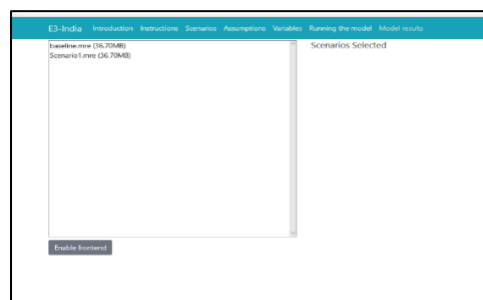 E3-India Introduction Instructions Scenarios Assumptions Variables Running the model Model results
baseline.mre (36.70MB)
Scenario1.mre (36.70MB)
Scenarios Selected
Enable frontend